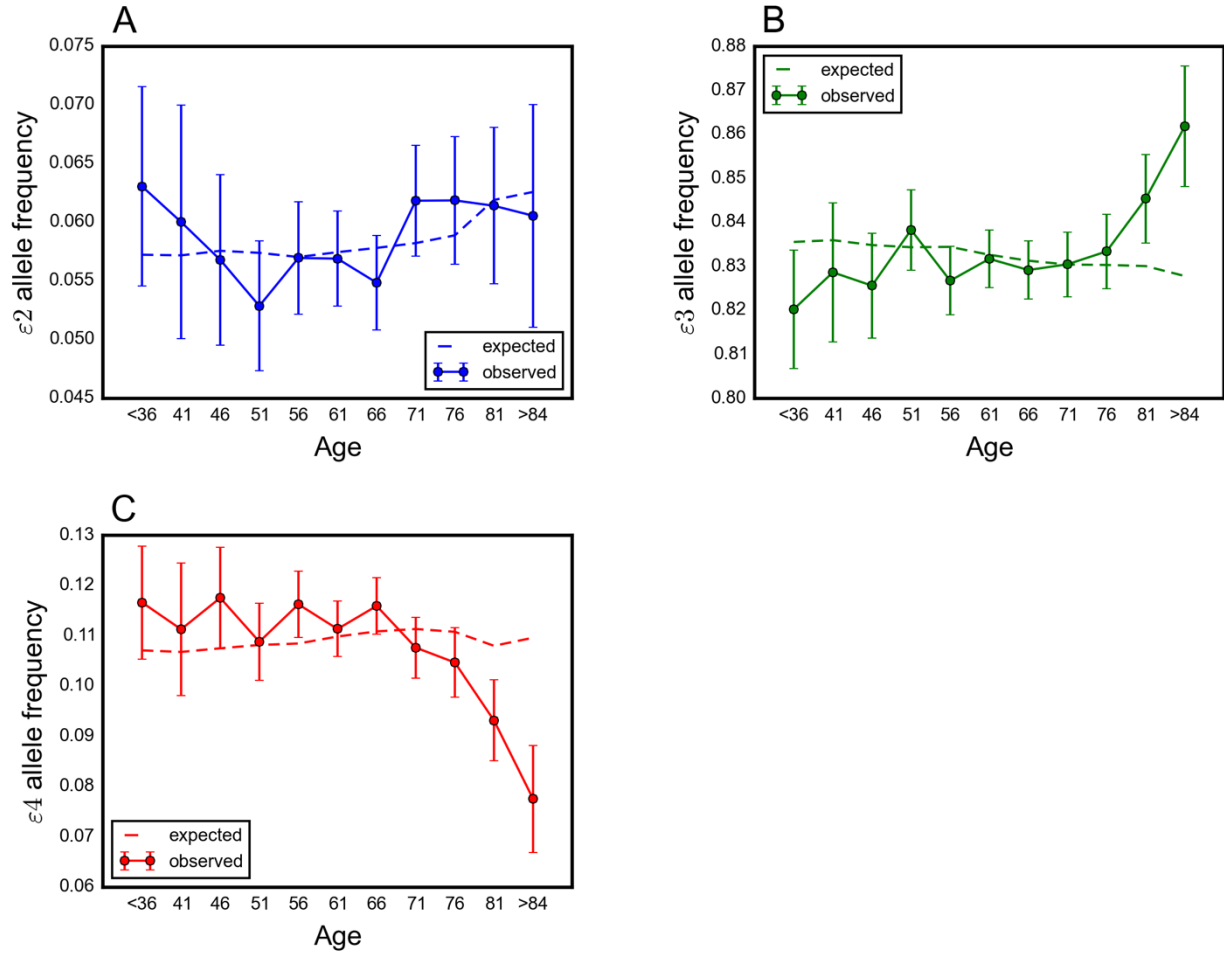 A
0.075
0.070
0.065
0.060
0.055
0.050
0.045
ε2 allele frequency
expected
observed
<36 41 46 51 56 61 66 71 76 81 >84
Age
B
0.88
0.87
0.86
0.85
0.84
0.83
0.82
0.81
0.80
ε3 allele frequency
expected
observed
<36 41 46 51 56 61 66 71 76 81 >84
Age
C
0.13
0.12
0.11
0.10
0.09
0.08
0.07
0.06
ε4 allele frequency
expected
observed
<36 41 46 51 56 61 66 71 76 81 >84
Age